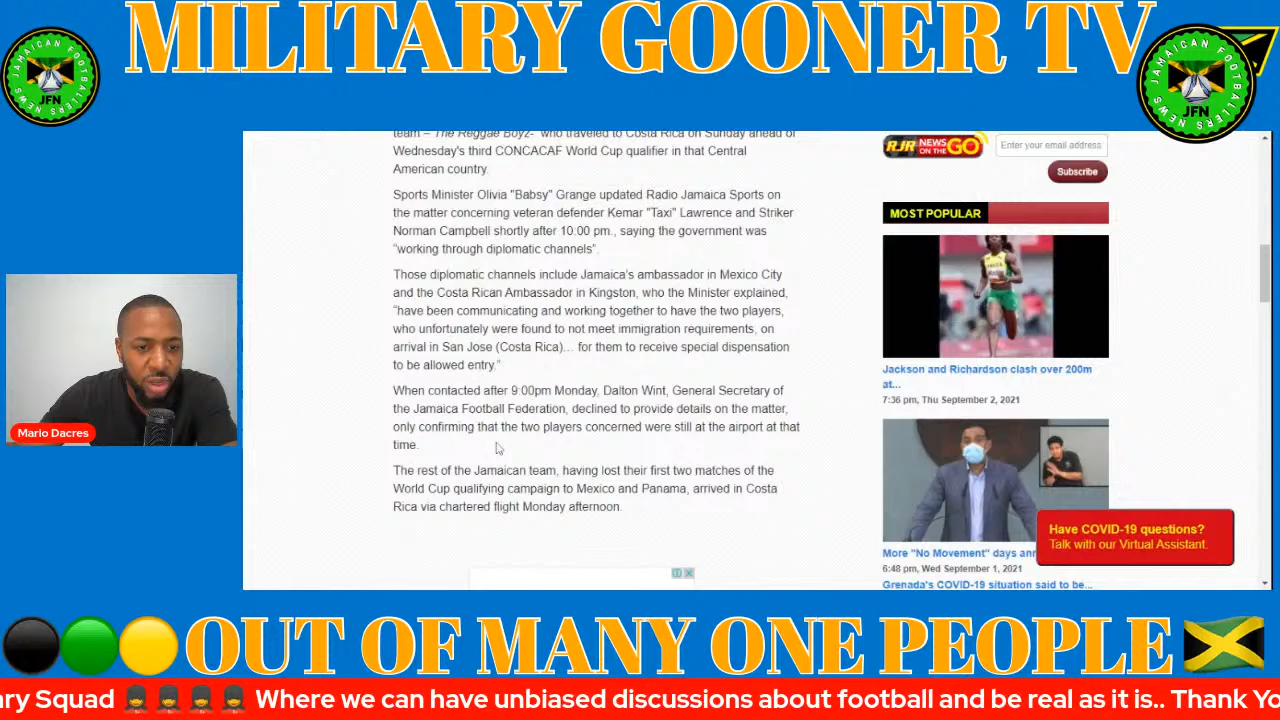 MILITARY GOONER TV
JAMAICAN FOOTBALLERS NEWS
JFN
JAMAICAN FOOTBALLERS NEWS
JFN
team – The Reggae Boyz- who traveled to Costa Rica on Sunday ahead of
Wednesday's third CONCACAF World Cup qualifier in that Central
American country.
Sports Minister Olivia "Babsy" Grange updated Radio Jamaica Sports on
the matter concerning veteran defender Kemar "Taxi" Lawrence and Striker
Norman Campbell shortly after 10:00 pm., saying the government was
“working through diplomatic channels”.
Those diplomatic channels include Jamaica’s ambassador in Mexico City
and the Costa Rican Ambassador in Kingston, who the Minister explained,
“have been communicating and working together to have the two players,
who unfortunately were found to not meet immigration requirements, on
arrival in San Jose (Costa Rica)… for them to receive special dispensation
to be allowed entry.”
When contacted after 9:00pm Monday, Dalton Wint, General Secretary of
the Jamaica Football Federation, declined to provide details on the matter,
only confirming that the two players concerned were still at the airport at that
time.
The rest of the Jamaican team, having lost their first two matches of the
World Cup qualifying campaign to Mexico and Panama, arrived in Costa
Rica via chartered flight Monday afternoon.
RJR NEWS ON THE GO
Enter your email address
Subscribe
MOST POPULAR
Jackson and Richardson clash over 200m
at...
7:36 pm, Thu September 2, 2021
More "No Movement" days ann
6:48 pm, Wed September 1, 2021
Grenada's COVID-19 situation said to be...
Have COVID-19 questions?
Talk with our Virtual Assistant.
Mario Dacres
OUT OF MANY ONE PEOPLE
ary Squad 💂🏿💂🏿💂🏿💂🏿 Where we can have unbiased discussions about football and be real as it is.. Thank Yo